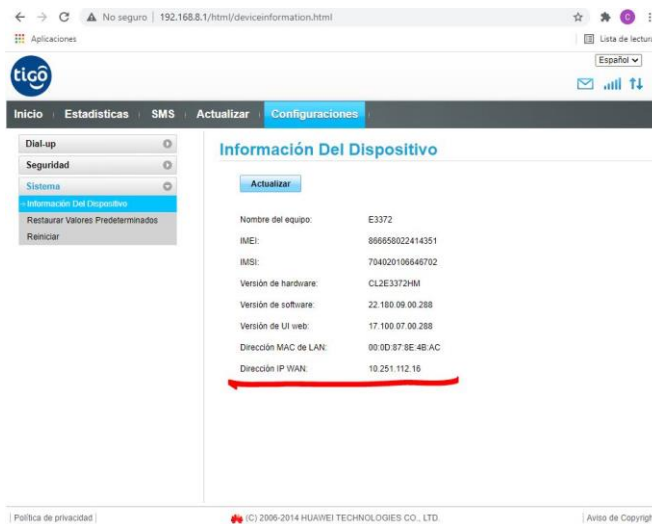 No seguro | 192.168.8.1/html/deviceinformation.html
Aplicaciones
Lista de lectura
tigo
Español
Inicio Estadisticas SMS Actualizar Configuraciones
Dial-up
Seguridad
Sistema
Información Del Dispositivo
Restaurar Valores Predeterminados
Reiniciar
Información Del Dispositivo
Actualizar
Nombre del equipo: E3372
IMEI: 866658022414351
IMSI: 704020106646702
Versión de hardware: CL2E3372HM
Versión de software: 22.180.09.00.288
Versión de UI web: 17.100.07.00.288
Dirección MAC de LAN: 00:0D:87:8E:4B:AC
Dirección IP WAN: 10.251.112.16
Política de privacidad | (C) 2006-2014 HUAWEI TECHNOLOGIES CO., LTD. | Aviso de Copyright